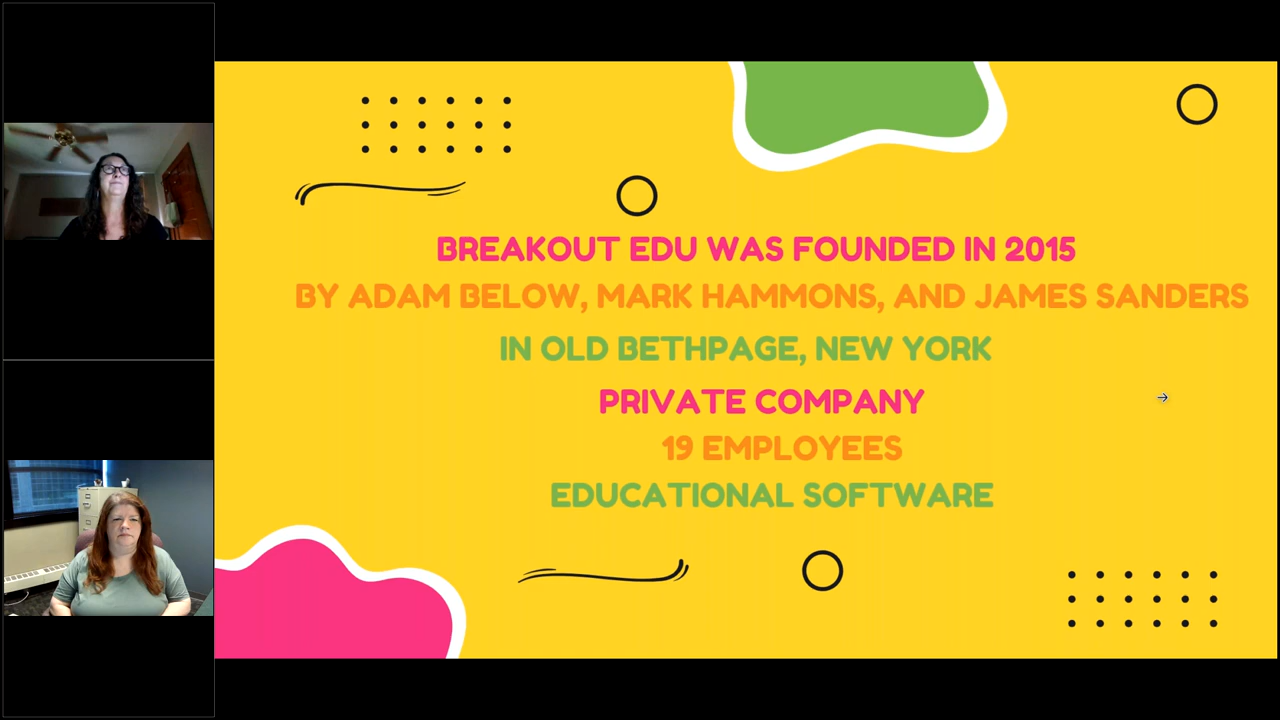 BREAKOUT EDU WAS FOUNDED IN 2015
BY ADAM BELOW, MARK HAMMONS, AND JAMES SANDERS
IN OLD BETHPAGE, NEW YORK
PRIVATE COMPANY
19 EMPLOYEES
EDUCATIONAL SOFTWARE